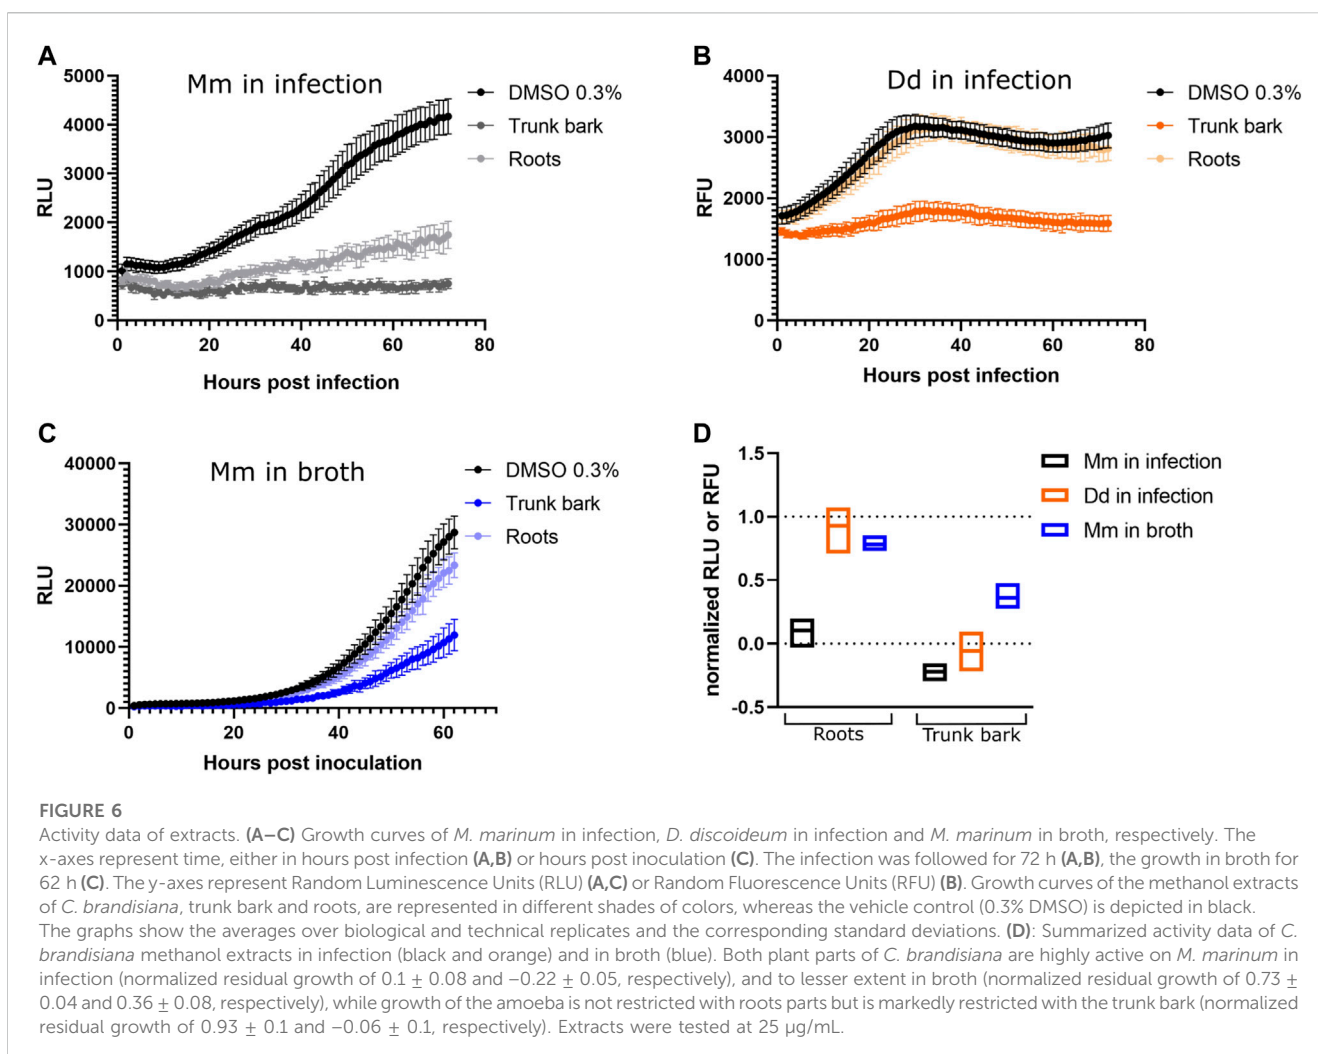 A
Mm in infection
5000
4000
3000
2000
1000
0
RLU
0 20 40 60 80
Hours post infection
DMSO 0.3%
Trunk bark
Roots
B
Dd in infection
4000
3000
2000
1000
0
RFU
0 20 40 60 80
Hours post infection
DMSO 0.3%
Trunk bark
Roots
C
Mm in broth
40000
30000
20000
10000
0
RLU
0 20 40 60
Hours post inoculation
DMSO 0.3%
Trunk bark
Roots
D
1.5
1.0
0.5
0.0
-0.5
normalized RLU or RFU
Roots Trunk bark
Mm in infection
Dd in infection
Mm in broth
FIGURE 6
Activity data of extracts. (A–C) Growth curves of M. marinum in infection, D. discoideum in infection and M. marinum in broth, respectively. The
x-axes represent time, either in hours post infection (A,B) or hours post inoculation (C). The infection was followed for 72 h (A,B), the growth in broth for
62 h (C). The y-axes represent Random Luminescence Units (RLU) (A,C) or Random Fluorescence Units (RFU) (B). Growth curves of the methanol extracts
of C. brandisiana, trunk bark and roots, are represented in different shades of colors, whereas the vehicle control (0.3% DMSO) is depicted in black.
The graphs show the averages over biological and technical replicates and the corresponding standard deviations. (D): Summarized activity data of C.
brandisiana methanol extracts in infection (black and orange) and in broth (blue). Both plant parts of C. brandisiana are highly active on M. marinum in
infection (normalized residual growth of 0.1 ± 0.08 and −0.22 ± 0.05, respectively), and to lesser extent in broth (normalized residual growth of 0.73 ±
0.04 and 0.36 ± 0.08, respectively), while growth of the amoeba is not restricted with roots parts but is markedly restricted with the trunk bark (normalized
residual growth of 0.93 ± 0.1 and −0.06 ± 0.1, respectively). Extracts were tested at 25 µg/mL.